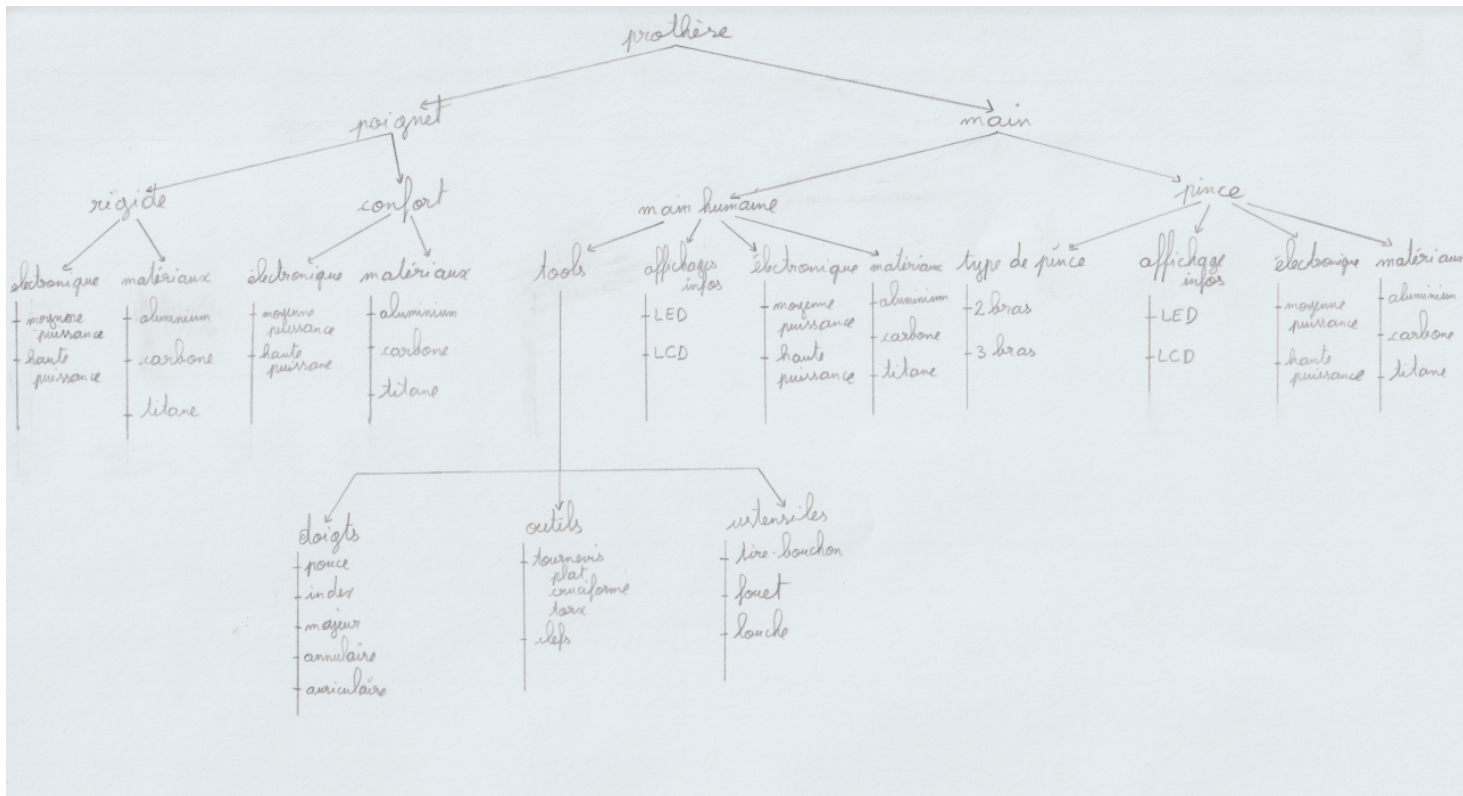 prothèse
poignet
main
rigide
confort
main humaine
pince
électronique
moyenne
puissance
haute
puissance
matériaux
aluminium
carbone
titane
électronique
moyenne
puissance
haute
puissane
matériaux
aluminium
carbone
titane
tools
affichages
infos
LED
LCD
électronique
moyenne
puissance
haute
puissance
matériaux
aluminium
carbone
titane
type de pince
2 bras
3 bras
affichage
infos
LED
LCD
électronique
moyenne
puissance
haute
puissance
matériaux
aluminium
carbone
titane
doigts
pouce
index
majeur
annulaire
auriculaire
outils
tournevis
plat
cruciforme
torx
clefs
ustensiles
tire-bouchon
fouet
louche